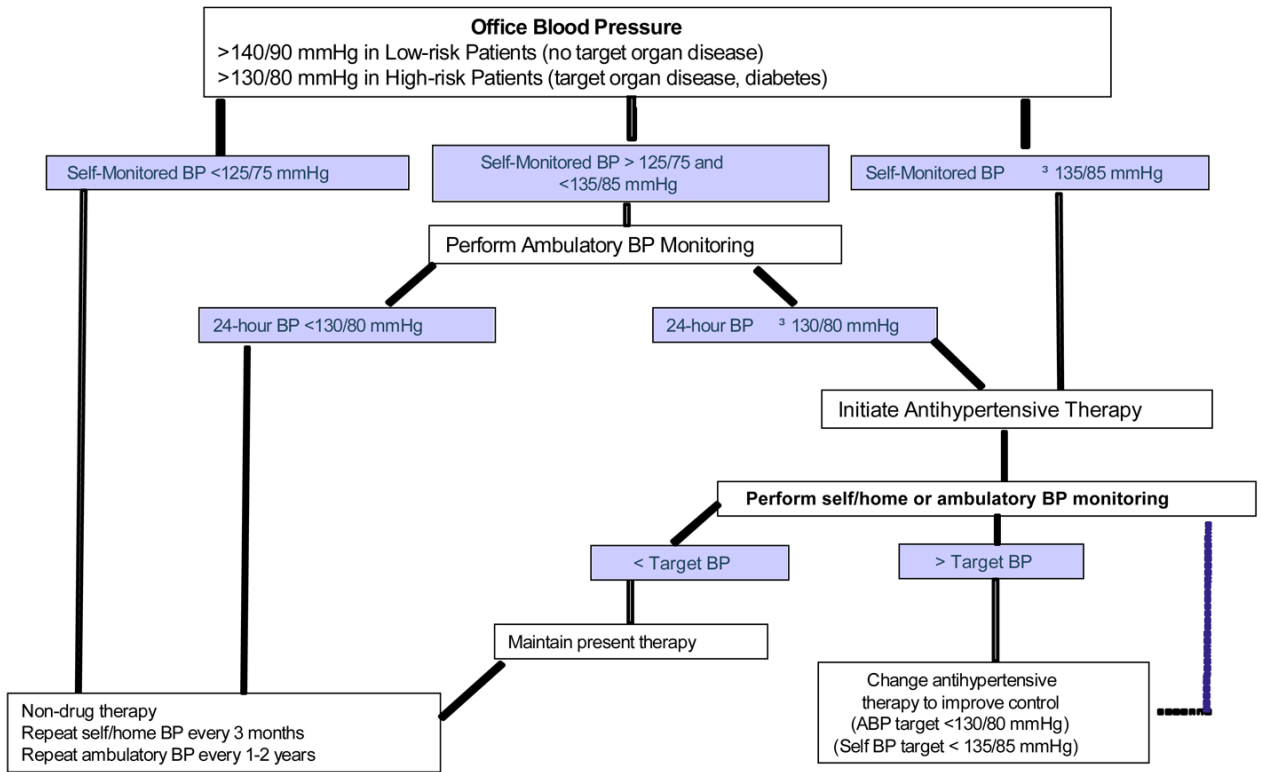 Office Blood Pressure
>140/90 mmHg in Low-risk Patients (no target organ disease)
>130/80 mmHg in High-risk Patients (target organ disease, diabetes)
Self-Monitored BP <125/75 mmHg
Self-Monitored BP > 125/75 and
<135/85 mmHg
Self-Monitored BP ³ 135/85 mmHg
Perform Ambulatory BP Monitoring
24-hour BP <130/80 mmHg
24-hour BP ³ 130/80 mmHg
Initiate Antihypertensive Therapy
Perform self/home or ambulatory BP monitoring
< Target BP
> Target BP
Maintain present therapy
Change antihypertensive
therapy to improve control
(ABP target <130/80 mmHg)
(Self BP target < 135/85 mmHg)
Non-drug therapy
Repeat self/home BP every 3 months
Repeat ambulatory BP every 1-2 years